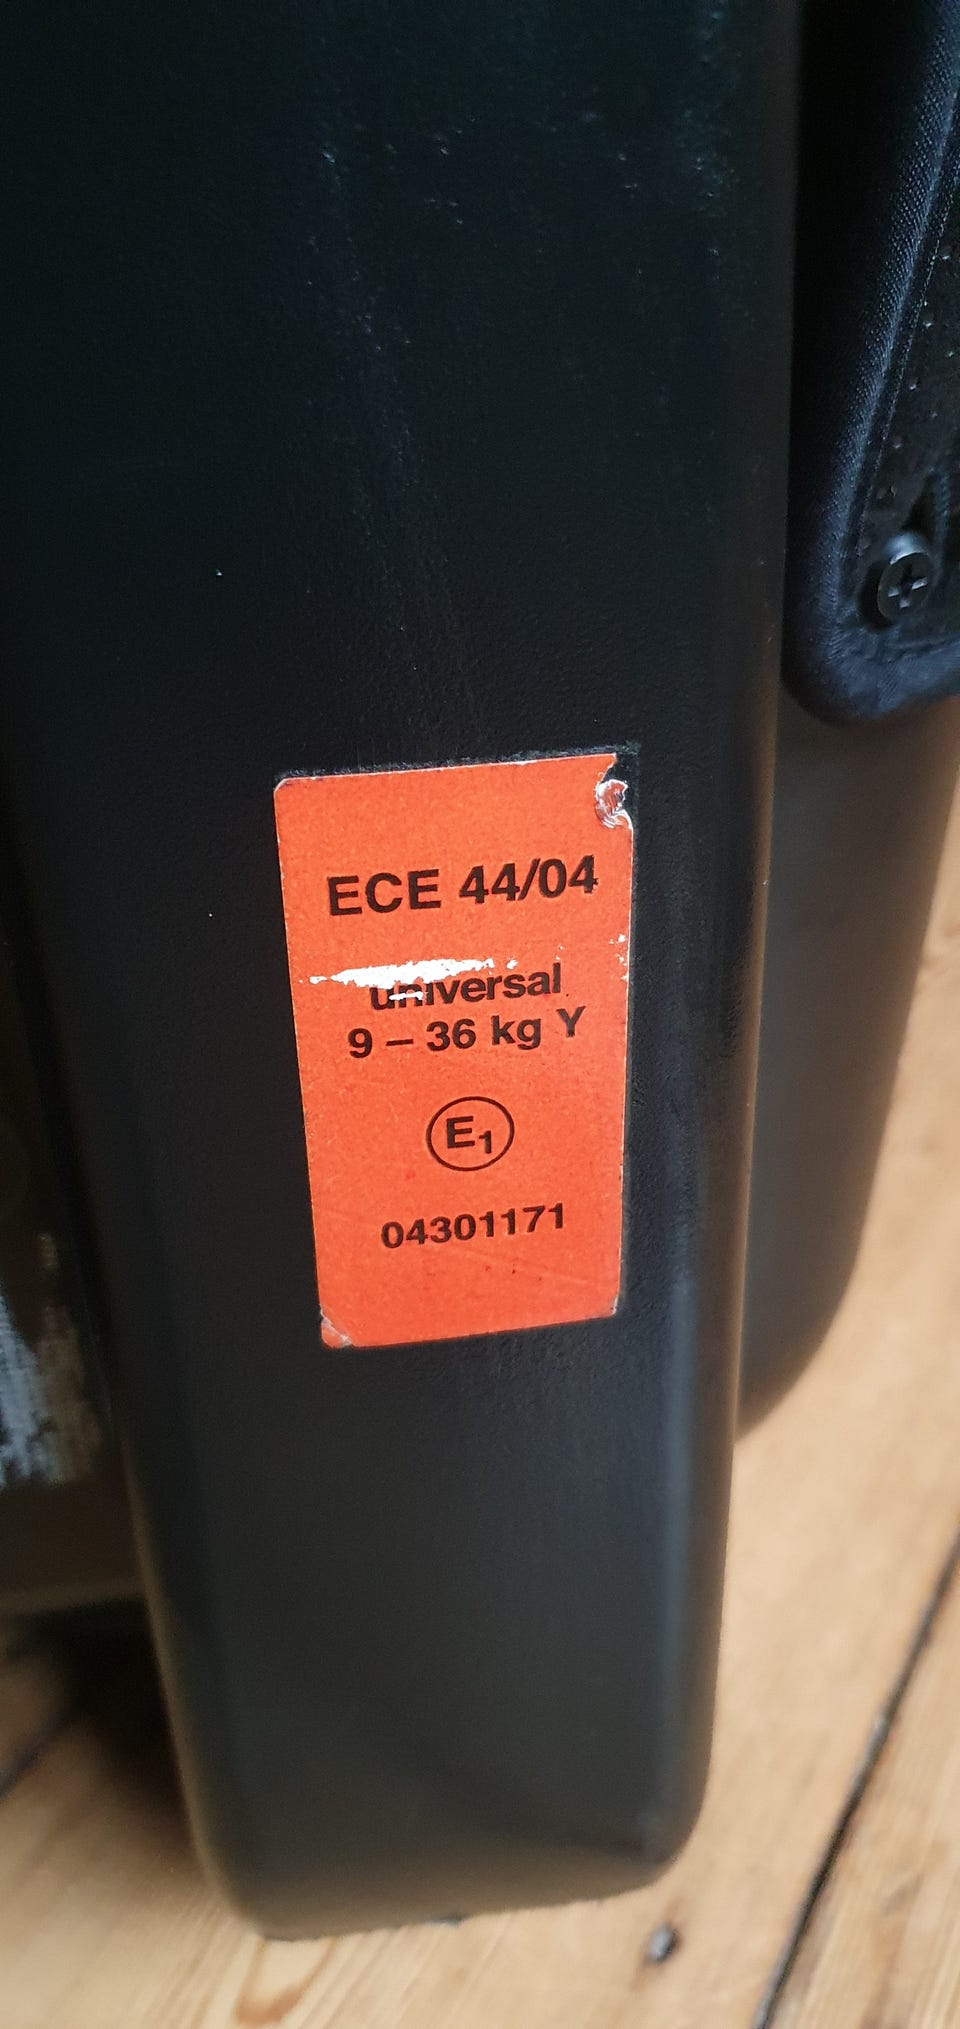 ECE 44/04
universal
9 – 36 kg Y
E1
04301171